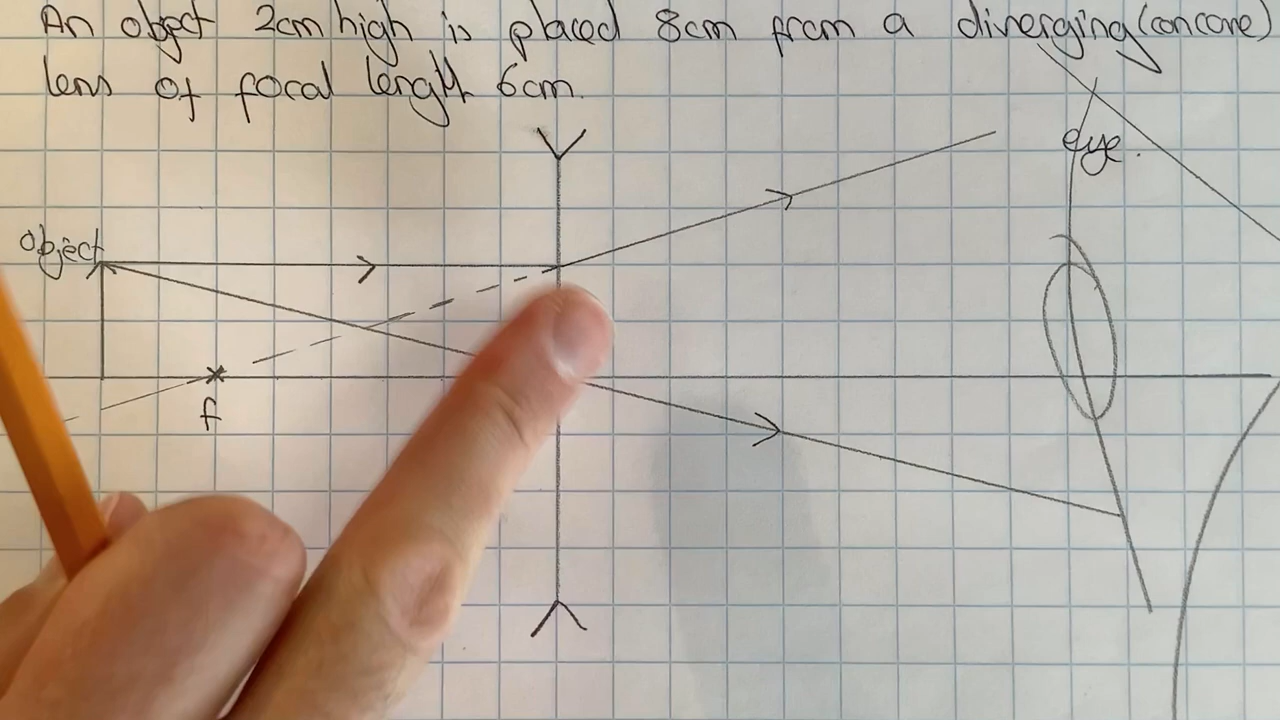 An object 2cm high is placed 8cm from a diverging (concave)
lens of focal length 6cm.
eye.
object
f